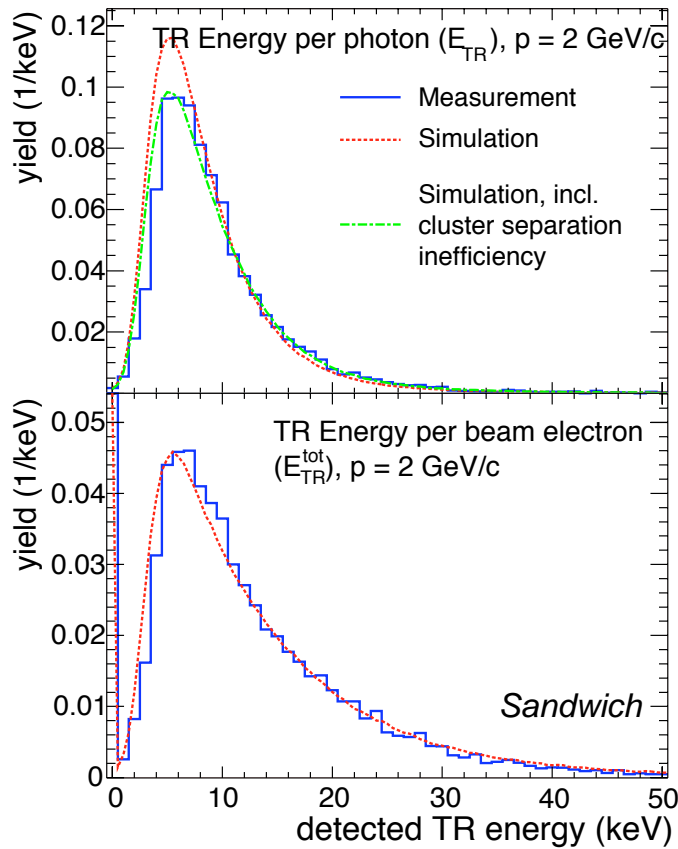 TR Energy per photon (E_TR), p = 2 GeV/c
yield (1/keV)
0.12
0.1
0.08
0.06
0.04
0.02
Measurement
Simulation
Simulation, incl.
cluster separation
inefficiency
TR Energy per beam electron
(E_TR^tot), p = 2 GeV/c
yield (1/keV)
0.05
0.04
0.03
0.02
0.01
0
Sandwich
0 10 20 30 40 50
detected TR energy (keV)